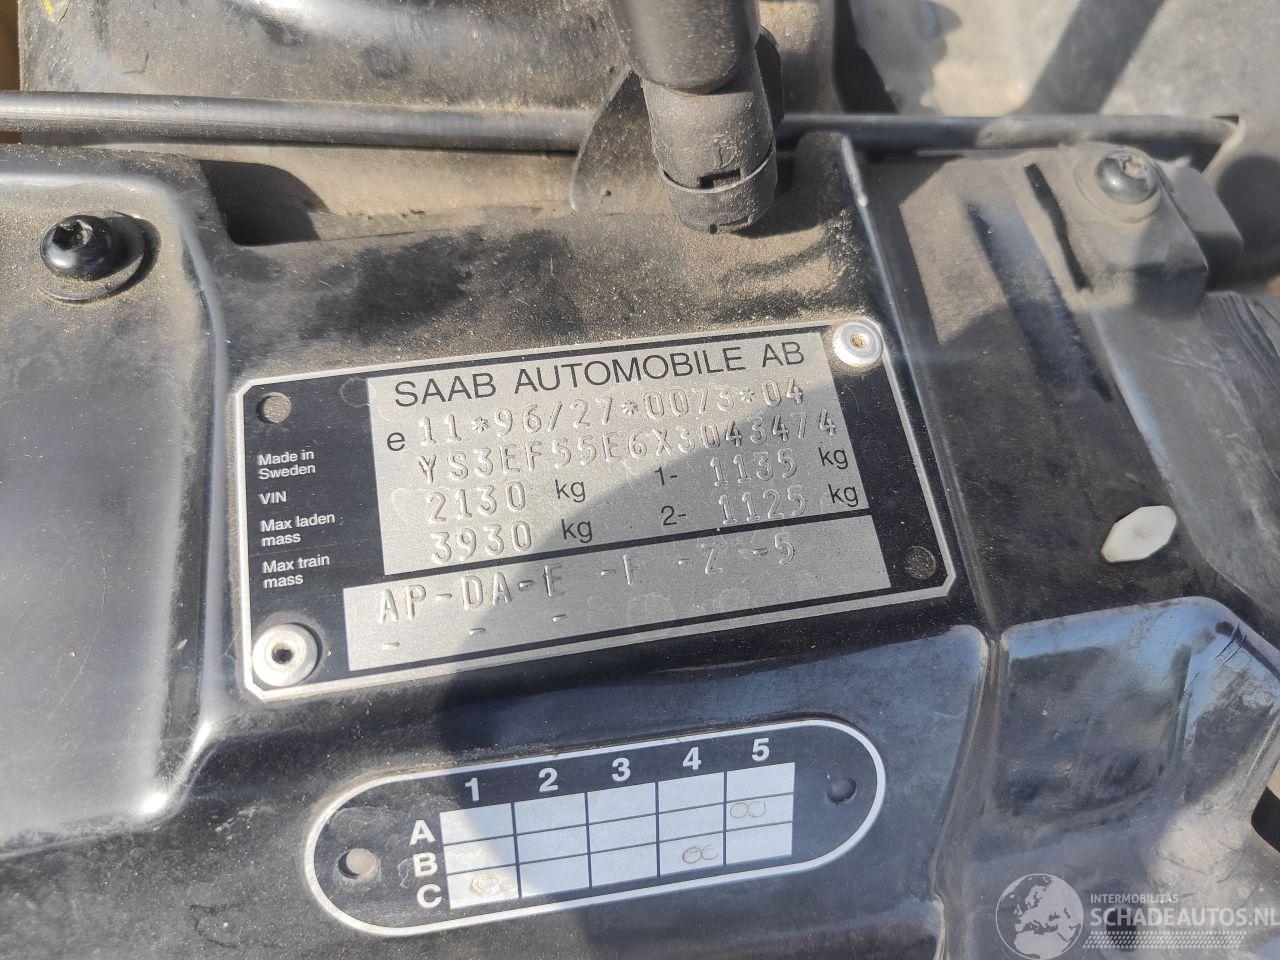 SAAB AUTOMOBILE AB
e 11*96/27*0073*04
Made in Sweden
VIN YS3EF55E6X3043474
Max laden mass 2130 kg 1- 1135 kg
Max train mass 3930 kg 2- 1125 kg
AP-DA-E -F -Z -5
- - -
1 2 3 4 5
A
B
C
INTERMOBILITAS
SCHADEAUTOS.NL